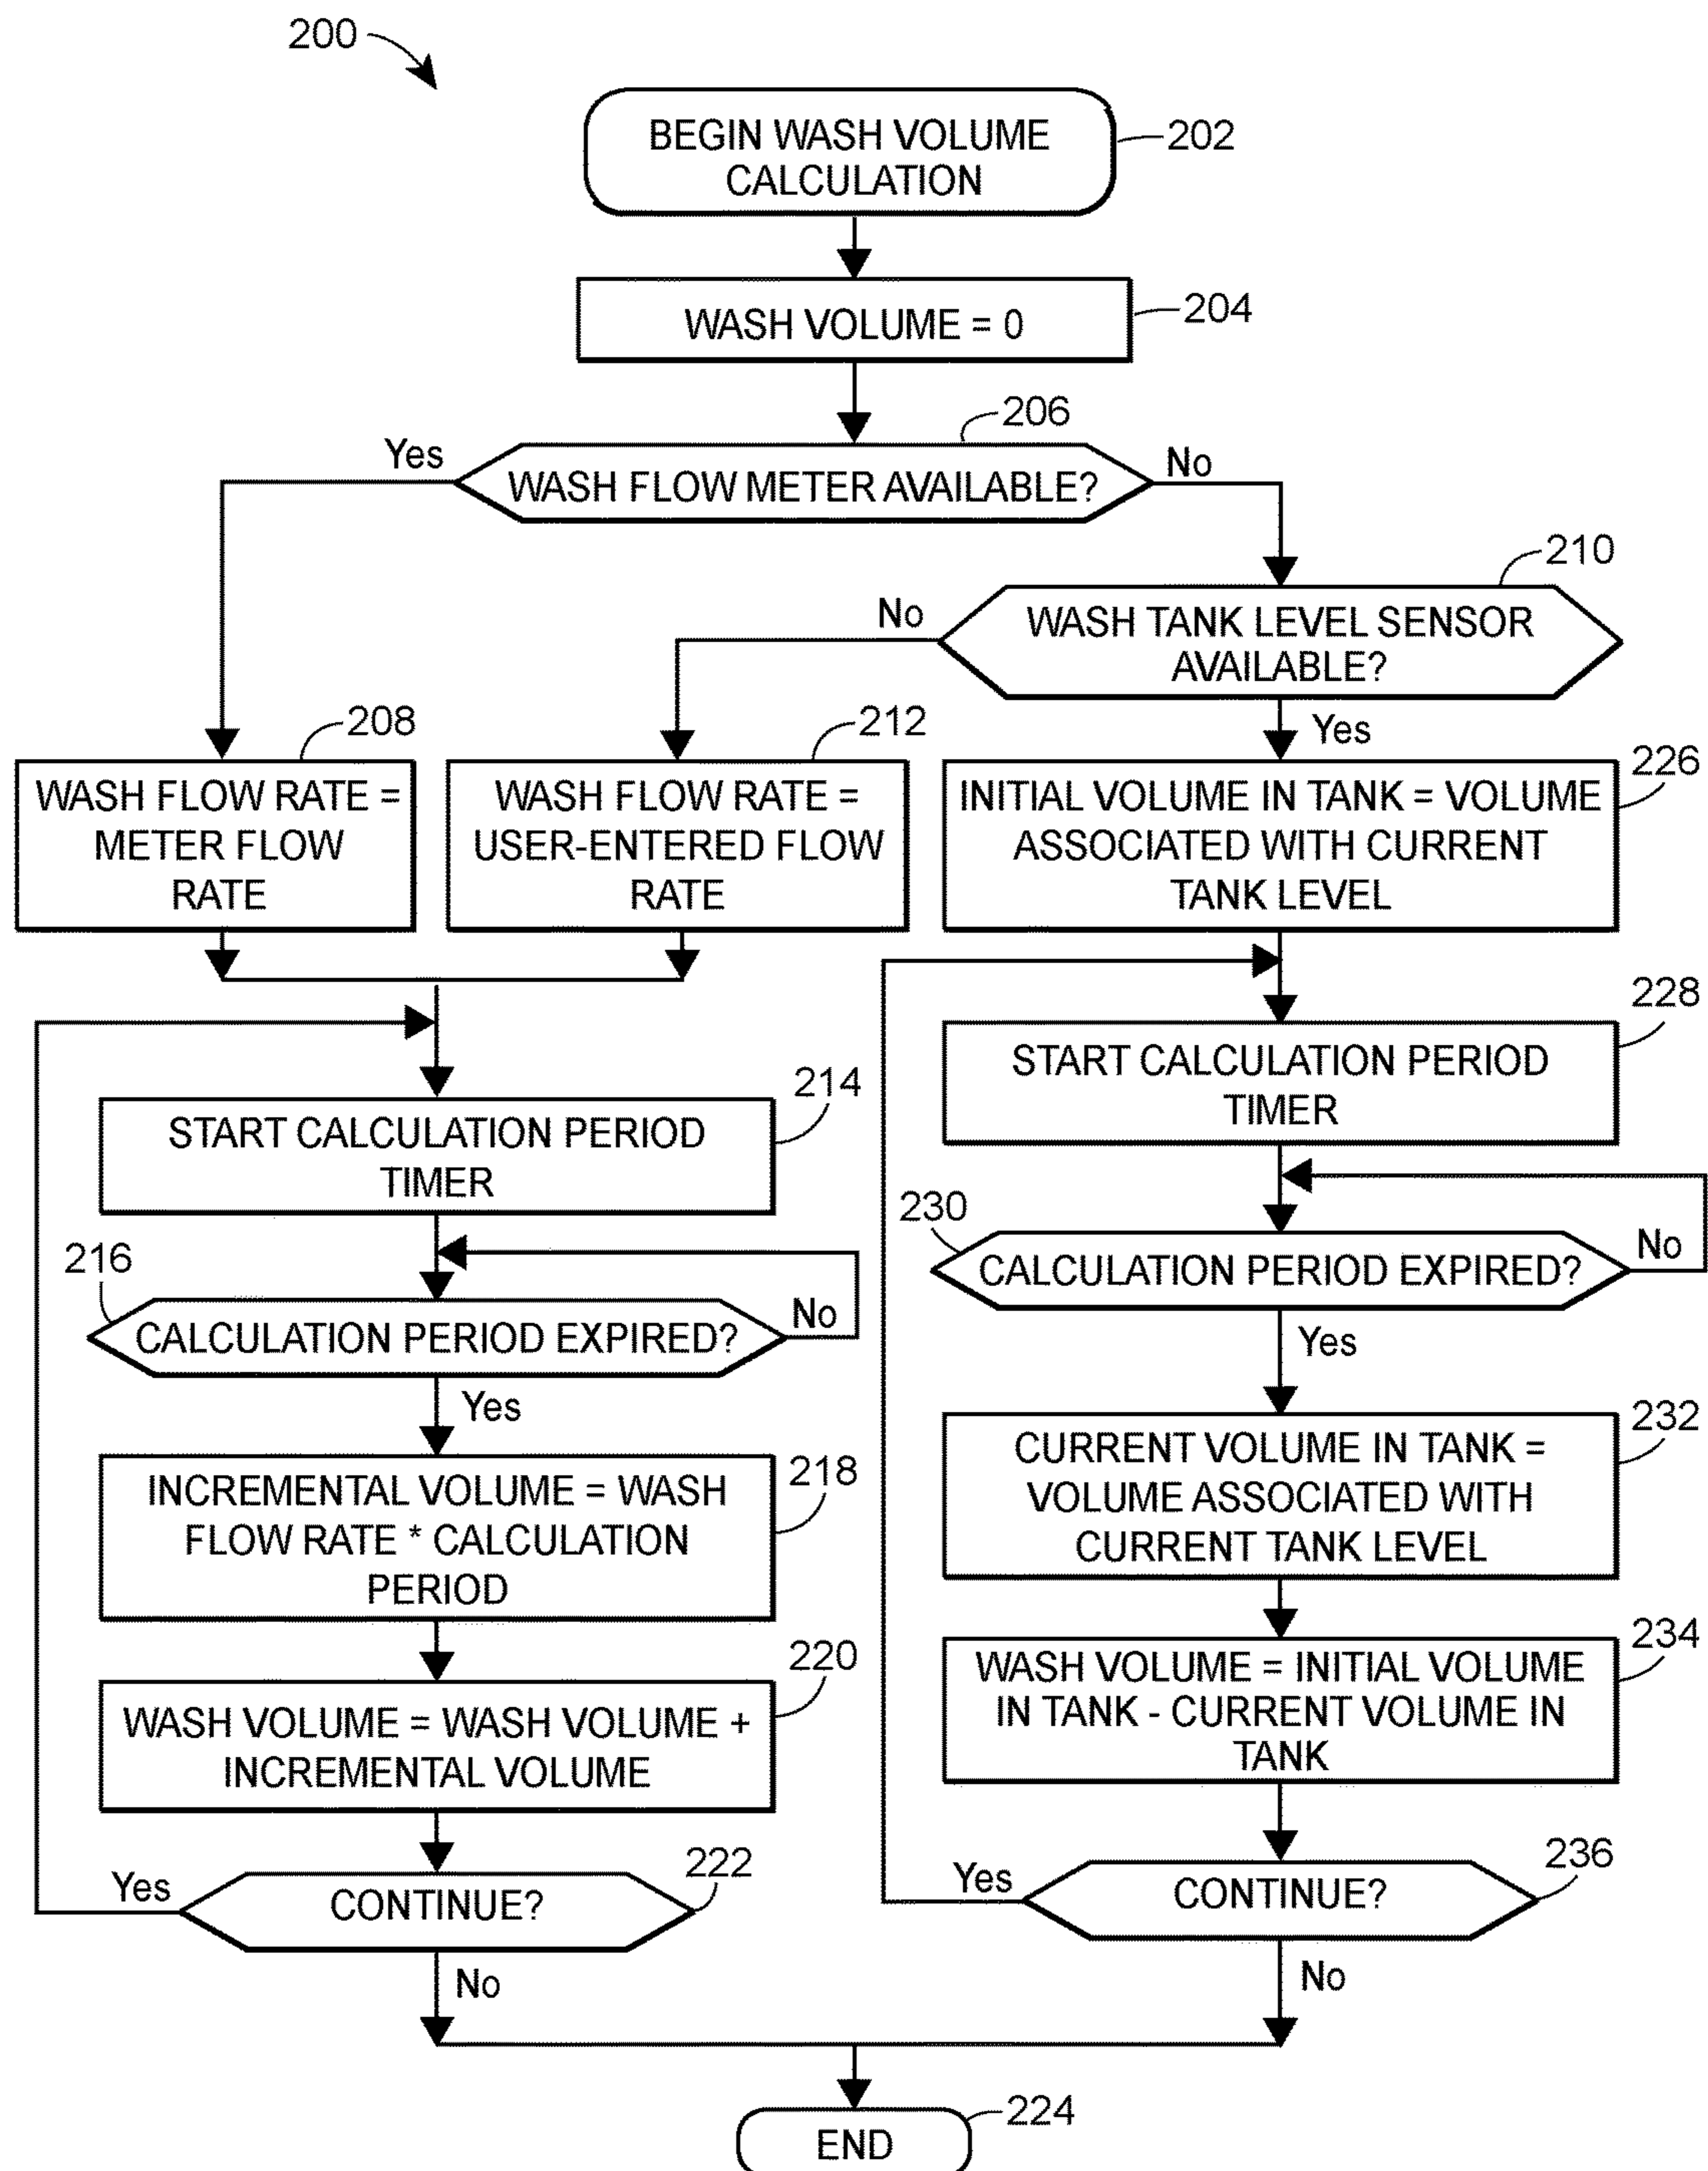 200
BEGIN WASH VOLUME
CALCULATION
202
WASH VOLUME = 0
204
206
Yes
WASH FLOW METER AVAILABLE?
No
210
No
WASH TANK LEVEL SENSOR
AVAILABLE?
Yes
208
WASH FLOW RATE =
METER FLOW
RATE
212
WASH FLOW RATE =
USER-ENTERED FLOW
RATE
226
INITIAL VOLUME IN TANK = VOLUME
ASSOCIATED WITH CURRENT
TANK LEVEL
214
START CALCULATION PERIOD
TIMER
216
CALCULATION PERIOD EXPIRED?
No
Yes
218
INCREMENTAL VOLUME = WASH
FLOW RATE * CALCULATION
PERIOD
220
WASH VOLUME = WASH VOLUME +
INCREMENTAL VOLUME
222
Yes
CONTINUE?
No
228
START CALCULATION PERIOD
TIMER
230
CALCULATION PERIOD EXPIRED?
No
Yes
232
CURRENT VOLUME IN TANK =
VOLUME ASSOCIATED WITH
CURRENT TANK LEVEL
234
WASH VOLUME = INITIAL VOLUME
IN TANK - CURRENT VOLUME IN
TANK
236
Yes
CONTINUE?
No
224
END